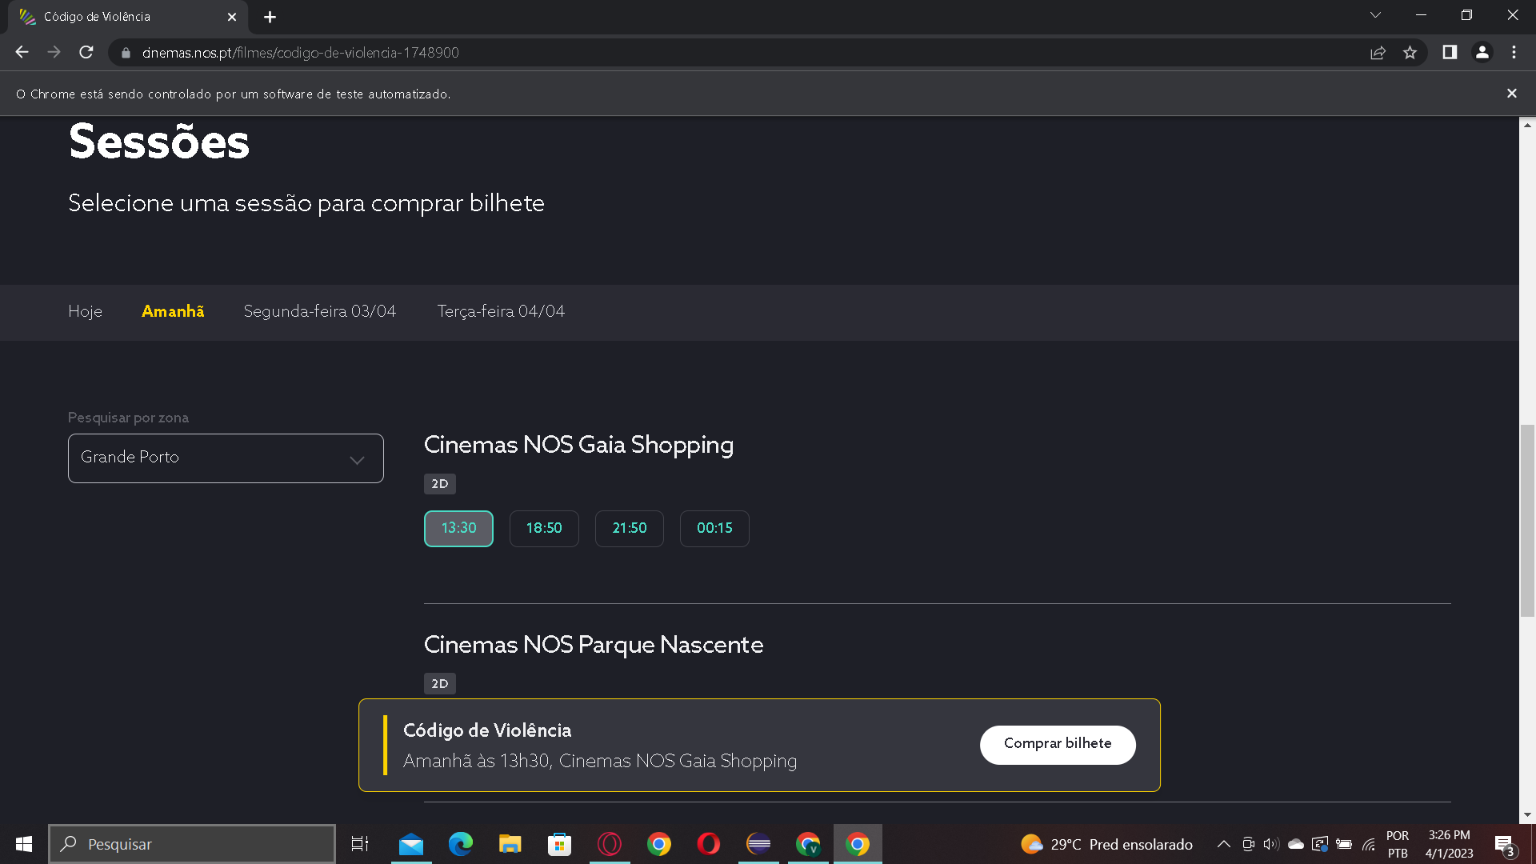 Código de Violência
cinemas.nos.pt/filmes/codigo-de-violencia-1748900
O Chrome está sendo controlado por um software de teste automatizado.
Sessões
Selecione uma sessão para comprar bilhete
Hoje Amanhã Segunda-feira 03/04 Terça-feira 04/04
Pesquisar por zona
Grande Porto
Cinemas NOS Gaia Shopping
2D
13:30 18:50 21:50 00:15
Cinemas NOS Parque Nascente
2D
Código de Violência
Amanhã às 13h30, Cinemas NOS Gaia Shopping
Comprar bilhete
Pesquisar
V
29°C Pred ensolarado
POR
PTB
3:26 PM
4/1/2023
3